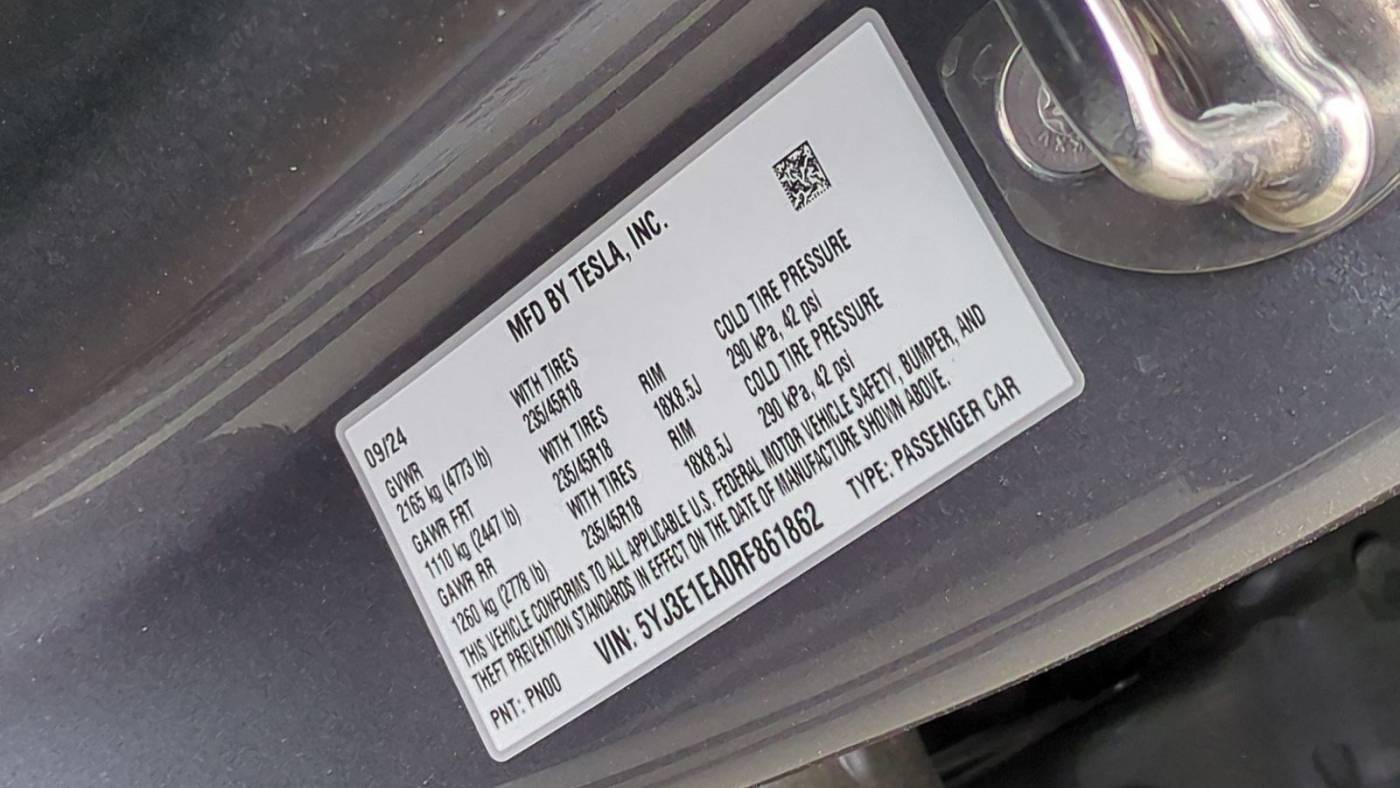 MFD BY TESLA, INC.
09/24
GVWR WITH TIRES RIM COLD TIRE PRESSURE
2165 kg (4773 lb) 235/45R18 18X8.5J 290 kPa, 42 psi
GAWR FRT WITH TIRES RIM COLD TIRE PRESSURE
1110 kg (2447 lb) 235/45R18 18X8.5J 290 kPa, 42 psi
GAWR RR WITH TIRES
1260 kg (2778 lb) 235/45R18
THIS VEHICLE CONFORMS TO ALL APPLICABLE U.S. FEDERAL MOTOR VEHICLE SAFETY, BUMPER, AND
THEFT PREVENTION STANDARDS IN EFFECT ON THE DATE OF MANUFACTURE SHOWN ABOVE.
VIN: 5YJ3E1EA0RF861862 TYPE: PASSENGER CAR
PNT: PN00